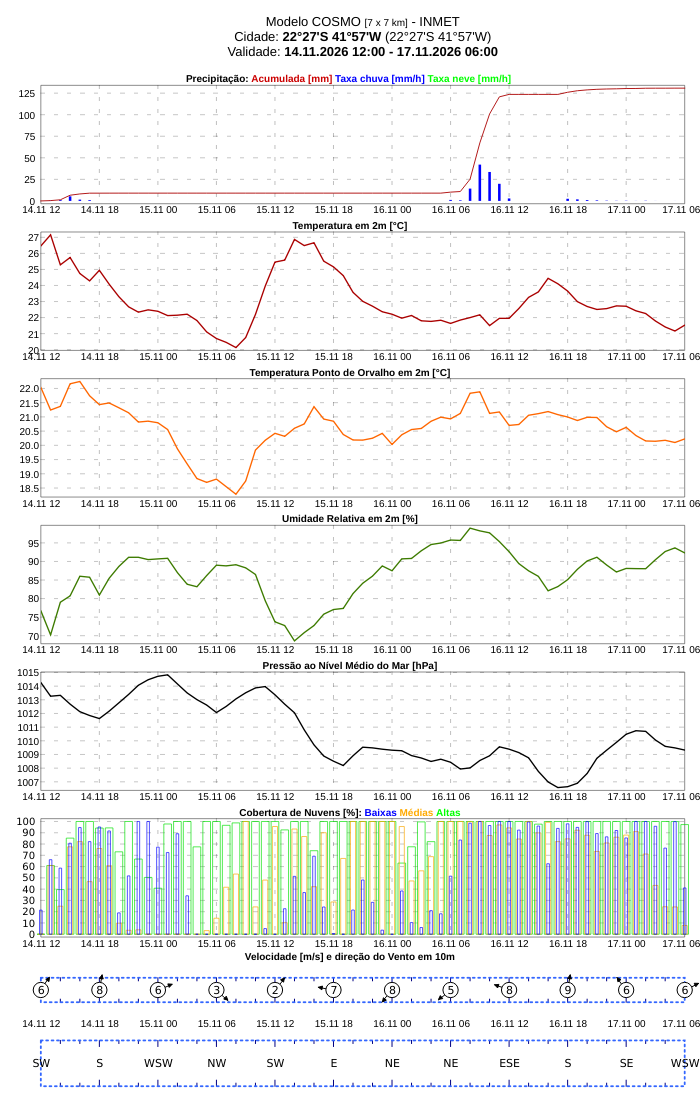 Modelo COSMO [7 x 7 km] - INMET
Cidade: 22°27'S 41°57'W (22°27'S 41°57'W)
Validade: 14.11.2026 12:00 - 17.11.2026 06:00
Precipitação: Acumulada [mm] Taxa chuva [mm/h] Taxa neve [mm/h]
125
100
75
50
25
0
14.11 12 14.11 18 15.11 00 15.11 06 15.11 12 15.11 18 16.11 00 16.11 06 16.11 12 16.11 18 17.11 00 17.11 06
Temperatura em 2m [°C]
27
26
25
24
23
22
21
20
14.11 12 14.11 18 15.11 00 15.11 06 15.11 12 15.11 18 16.11 00 16.11 06 16.11 12 16.11 18 17.11 00 17.11 06
Temperatura Ponto de Orvalho em 2m [°C]
22.0
21.5
21.0
20.5
20.0
19.5
19.0
18.5
14.11 12 14.11 18 15.11 00 15.11 06 15.11 12 15.11 18 16.11 00 16.11 06 16.11 12 16.11 18 17.11 00 17.11 06
Umidade Relativa em 2m [%]
95
90
85
80
75
70
14.11 12 14.11 18 15.11 00 15.11 06 15.11 12 15.11 18 16.11 00 16.11 06 16.11 12 16.11 18 17.11 00 17.11 06
Pressão ao Nível Médio do Mar [hPa]
1015
1014
1013
1012
1011
1010
1009
1008
1007
14.11 12 14.11 18 15.11 00 15.11 06 15.11 12 15.11 18 16.11 00 16.11 06 16.11 12 16.11 18 17.11 00 17.11 06
Cobertura de Nuvens [%]: Baixas Médias Altas
100
90
80
70
60
50
40
30
20
10
0
14.11 12 14.11 18 15.11 00 15.11 06 15.11 12 15.11 18 16.11 00 16.11 06 16.11 12 16.11 18 17.11 00 17.11 06
Velocidade [m/s] e direção do Vento em 10m
6 8 6 3 2 7 8 5 8 9 6 6
14.11 12 14.11 18 15.11 00 15.11 06 15.11 12 15.11 18 16.11 00 16.11 06 16.11 12 16.11 18 17.11 00 17.11 06
SW S WSW NW SW E NE NE ESE S SE WSW